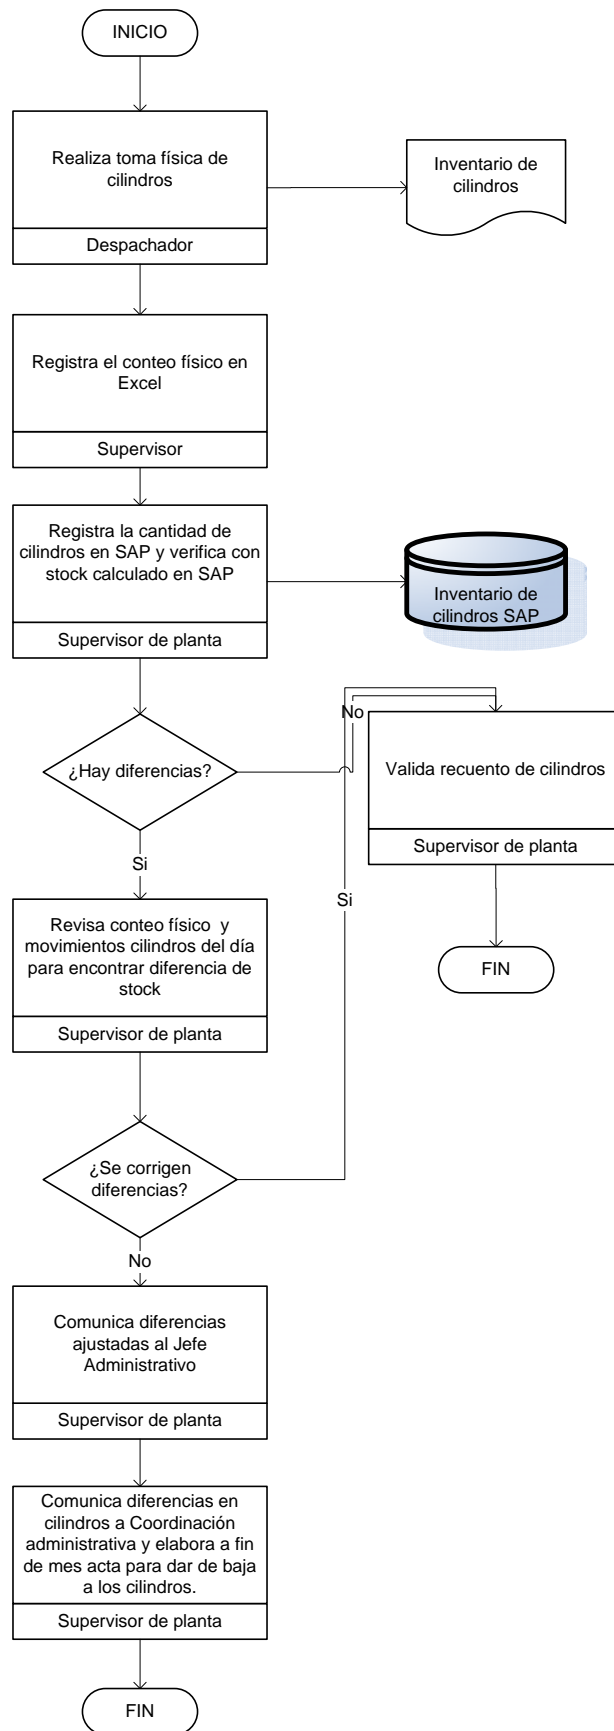 INICIO
Realiza toma física de
cilindros
Despachador
Inventario de
cilindros
Registra el conteo físico en
Excel
Supervisor
Registra la cantidad de
cilindros en SAP y verifica con
stock calculado en SAP
Supervisor de planta
Inventario de
cilindros SAP
¿Hay diferencias?
No
Valida recuento de cilindros
Supervisor de planta
Si
Si
FIN
Revisa conteo físico y
movimientos cilindros del día
para encontrar diferencia de
stock
Supervisor de planta
¿Se corrigen
diferencias?
No
Comunica diferencias
ajustadas al Jefe
Administrativo
Supervisor de planta
Comunica diferencias en
cilindros a Coordinación
administrativa y elabora a fin
de mes acta para dar de baja
a los cilindros.
Supervisor de planta
FIN